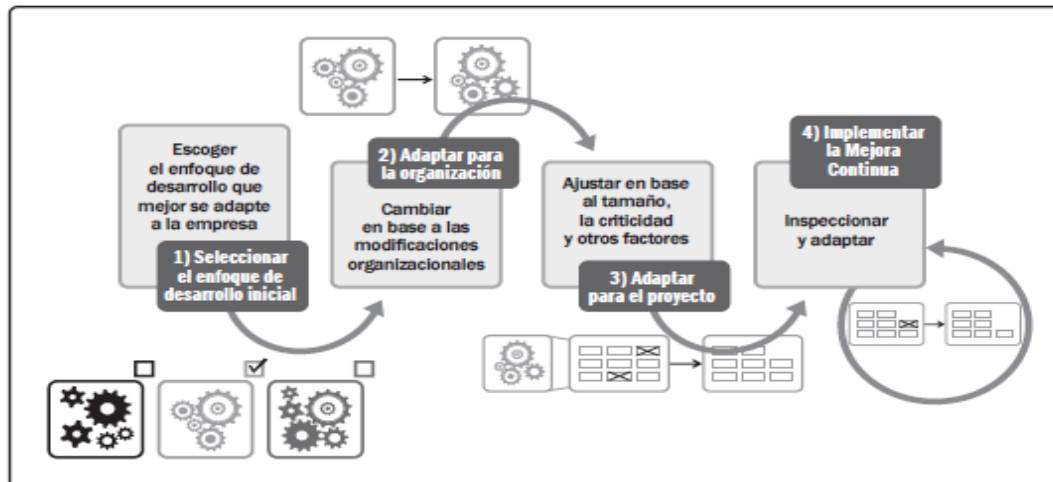 Escoger
el enfoque de
desarrollo que
mejor se adapte
a la empresa
1) Seleccionar
el enfoque de
desarrollo inicial
2) Adaptar para
la organización
Cambiar
en base a las
modificaciones
organizacionales
Ajustar en base
al tamaño,
la criticidad
y otros factores
3) Adaptar
para el proyecto
4) Implementar
la Mejora
Continua
Inspeccionar
y adaptar